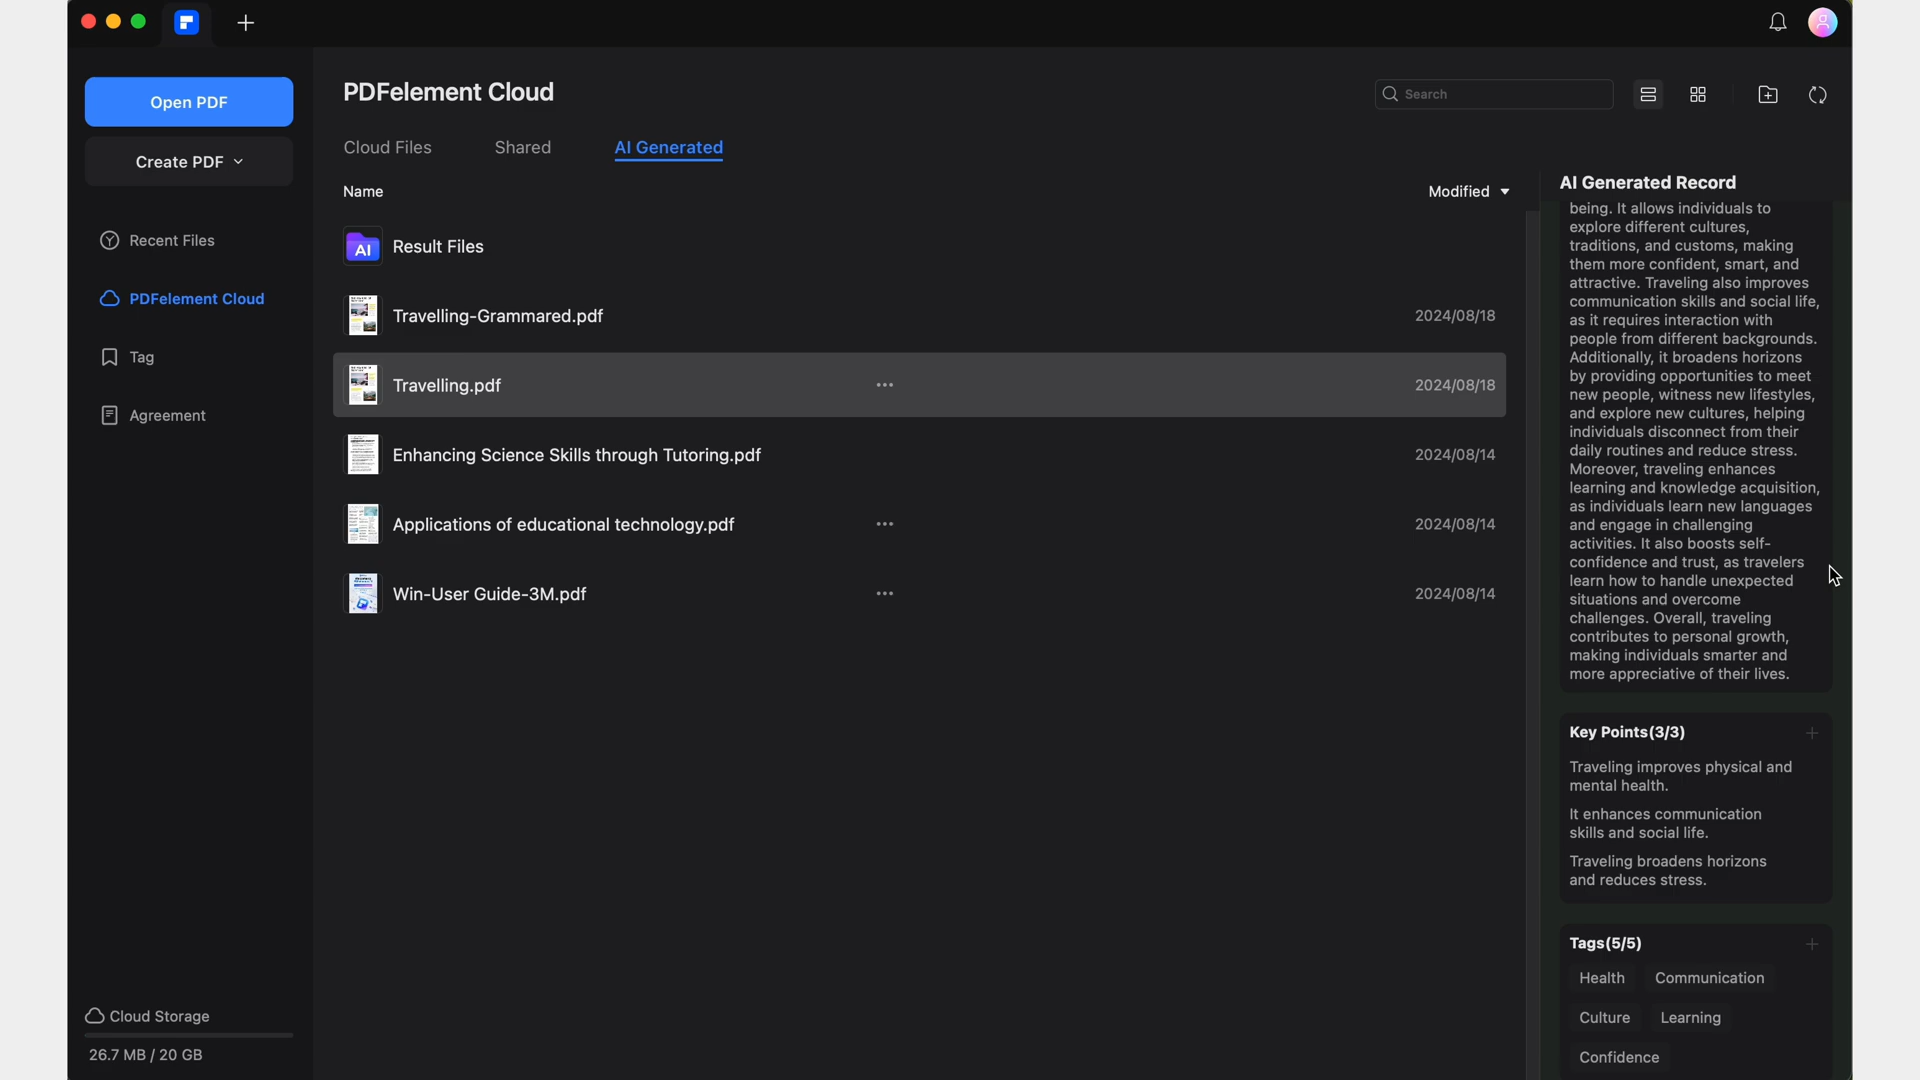 Open PDF
Create PDF
Recent Files
PDFelement Cloud
Tag
Agreement
Cloud Storage
26.7 MB / 20 GB
PDFelement Cloud
Search
Cloud Files
Shared
AI Generated
Name
Modified
AI
Result Files
Travelling-Grammared.pdf
2024/08/18
Travelling.pdf
2024/08/18
Enhancing Science Skills through Tutoring.pdf
2024/08/14
Applications of educational technology.pdf
2024/08/14
Win-User Guide-3M.pdf
2024/08/14
AI Generated Record
being. It allows individuals to
explore different cultures,
traditions, and customs, making
them more confident, smart, and
attractive. Traveling also improves
communication skills and social life,
as it requires interaction with
people from different backgrounds.
Additionally, it broadens horizons
by providing opportunities to meet
new people, witness new lifestyles,
and explore new cultures, helping
individuals disconnect from their
daily routines and reduce stress.
Moreover, traveling enhances
learning and knowledge acquisition,
as individuals learn new languages
and engage in challenging
activities. It also boosts self-
confidence and trust, as travelers
learn how to handle unexpected
situations and overcome
challenges. Overall, traveling
contributes to personal growth,
making individuals smarter and
more appreciative of their lives.
Key Points(3/3)
Traveling improves physical and
mental health.
It enhances communication
skills and social life.
Traveling broadens horizons
and reduces stress.
Tags(5/5)
Health
Communication
Culture
Learning
Confidence